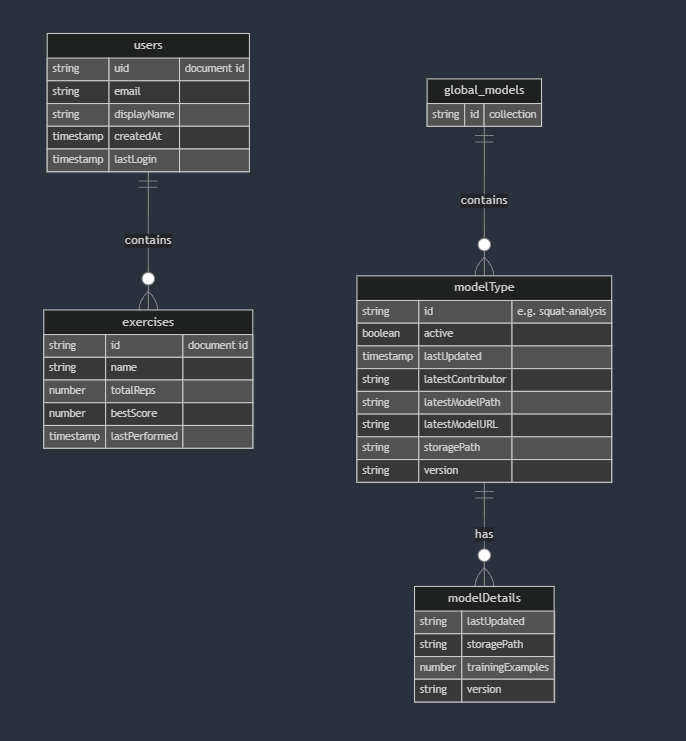 users
string uid document id
string email
string displayName
timestamp createdAt
timestamp lastLogin
contains
exercises
string id document id
string name
number totalReps
number bestScore
timestamp lastPerformed
global_models
string id collection
contains
modelType
string id e.g. squat-analysis
boolean active
timestamp lastUpdated
string latestContributor
string latestModelPath
string latestModelURL
string storagePath
string version
has
modelDetails
string lastUpdated
string storagePath
number trainingExamples
string version